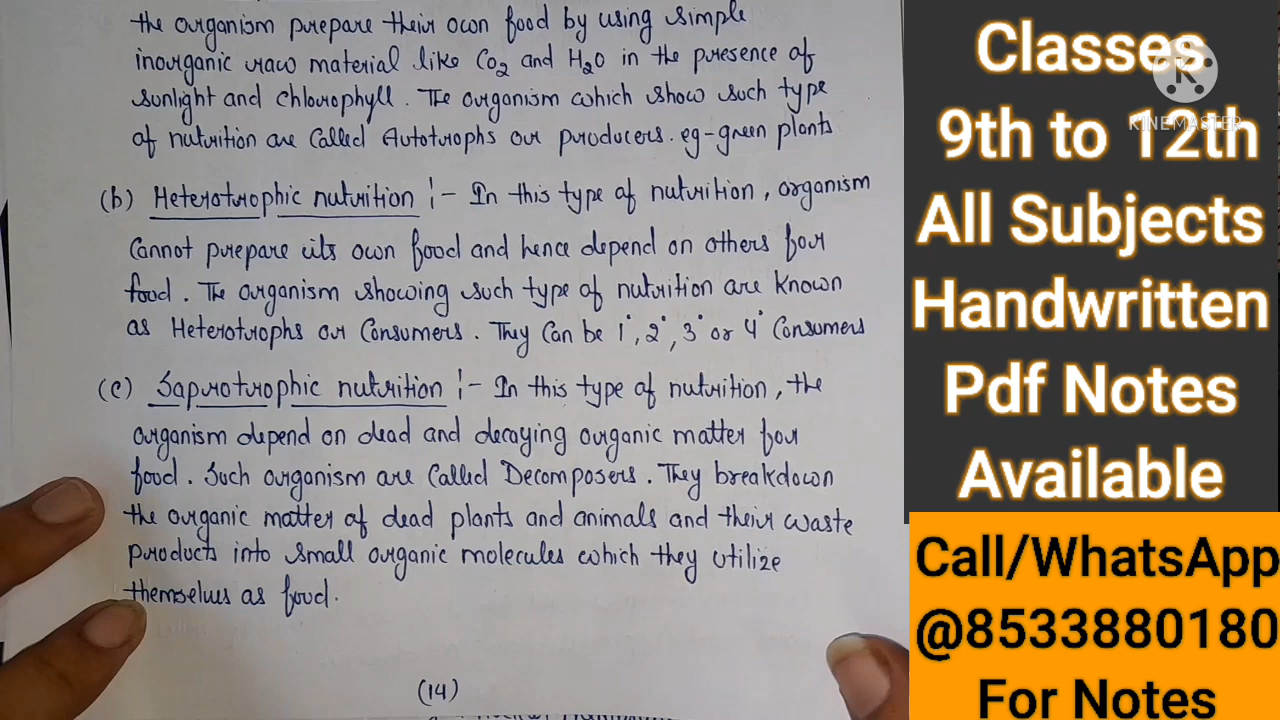 the organism prepare their own food by using simple
inorganic raw material like CO2 and H2O in the presence of
sunlight and chlorophyll. The organism which show such type
of nutrition are called Autotrophs or producers. eg-green plants
(b) Heterotrophic nutrition :- In this type of nutrition, organism
cannot prepare its own food and hence depend on others for
food. The organism showing such type of nutrition are known
as Heterotrophs or Consumers. They can be 1°, 2°, 3° or 4° Consumers
(c) Saprotrophic nutrition :- In this type of nutrition, the
organism depend on dead and decaying organic matter for
food. Such organism are called Decomposers. They breakdown
the organic matter of dead plants and animals and their waste
products into small organic molecules which they utilize
themselves as food.
(14)
Classes
9th to 12th
All Subjects
Handwritten
Pdf Notes
Available
Call/WhatsApp
@8533880180
For Notes
K
KINEMASTER